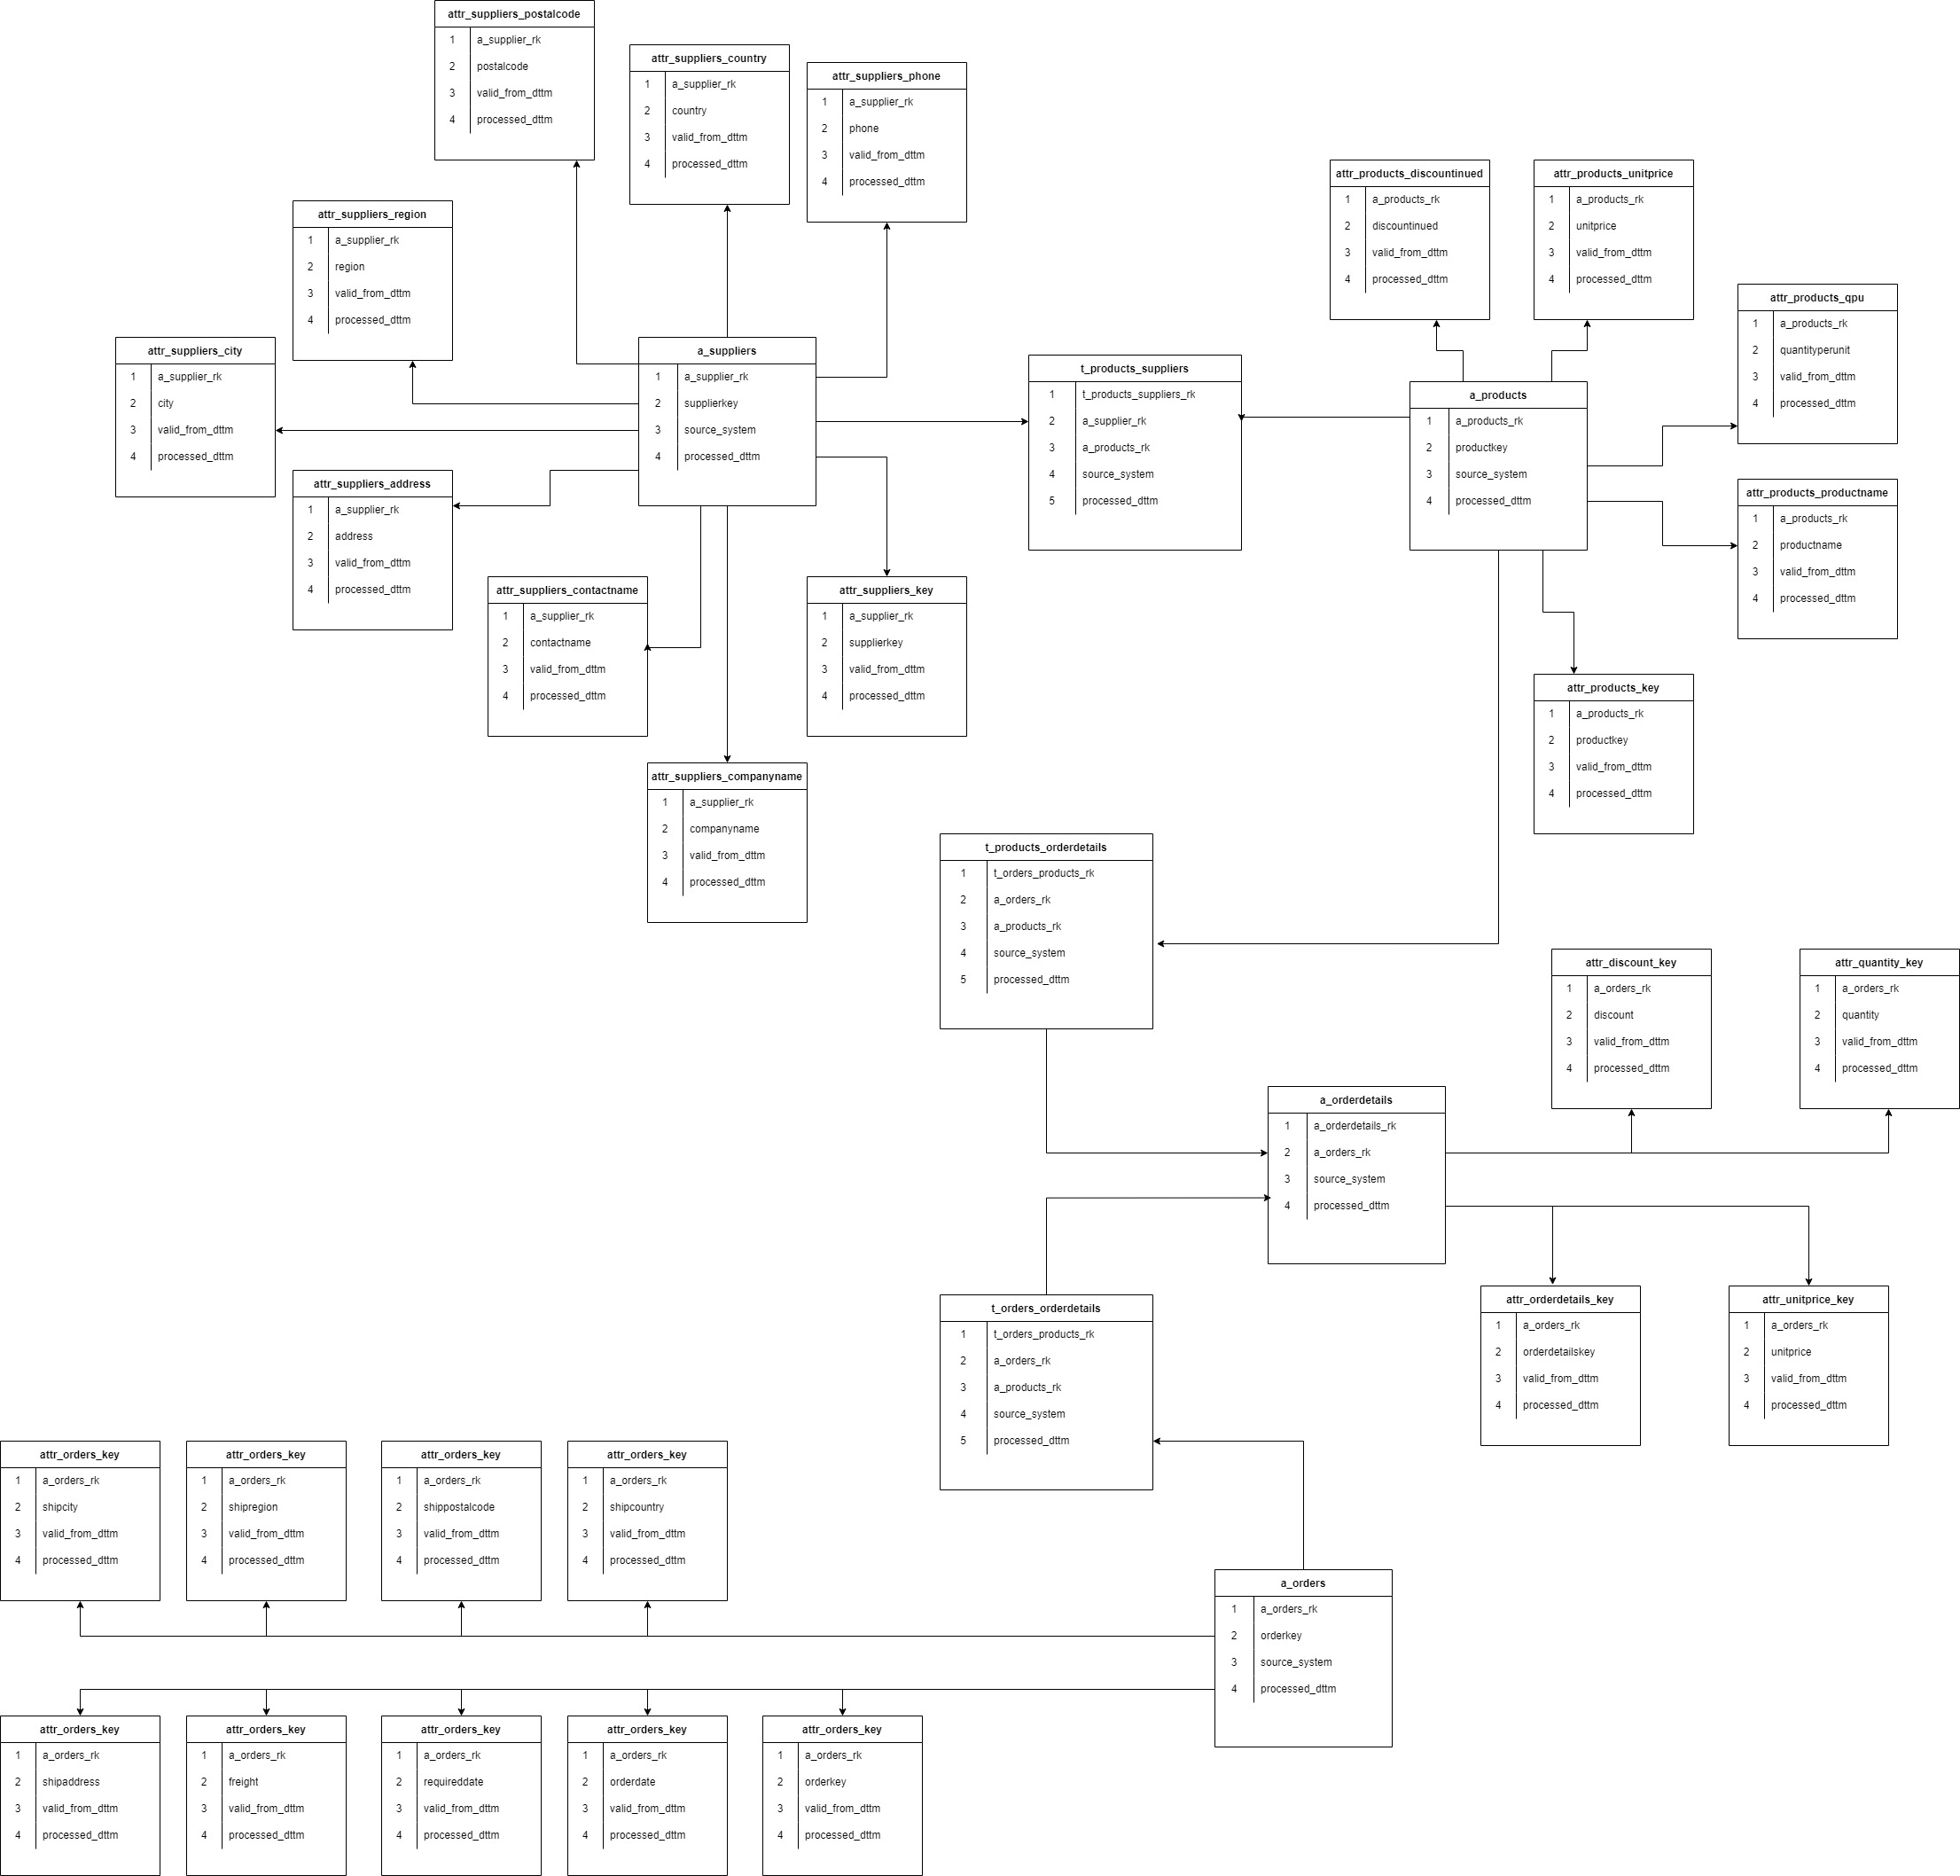 attr_suppliers_postalcode
1 a_supplier_rk
2 postalcode
3 valid_from_dttm
4 processed_dttm
attr_suppliers_country
1 a_supplier_rk
2 country
3 valid_from_dttm
4 processed_dttm
attr_suppliers_phone
1 a_supplier_rk
2 phone
3 valid_from_dttm
4 processed_dttm
attr_products_discountinued
1 a_products_rk
2 discountinued
3 valid_from_dttm
4 processed_dttm
attr_products_unitprice
1 a_products_rk
2 unitprice
3 valid_from_dttm
4 processed_dttm
attr_suppliers_region
1 a_supplier_rk
2 region
3 valid_from_dttm
4 processed_dttm
attr_products_qpu
1 a_products_rk
2 quantityperunit
3 valid_from_dttm
4 processed_dttm
attr_suppliers_city
1 a_supplier_rk
2 city
3 valid_from_dttm
4 processed_dttm
a_suppliers
1 a_supplier_rk
2 supplierkey
3 source_system
4 processed_dttm
t_products_suppliers
1 t_products_suppliers_rk
2 a_supplier_rk
3 a_products_rk
4 source_system
5 processed_dttm
a_products
1 a_products_rk
2 productkey
3 source_system
4 processed_dttm
attr_suppliers_address
1 a_supplier_rk
2 address
3 valid_from_dttm
4 processed_dttm
attr_products_productname
1 a_products_rk
2 productname
3 valid_from_dttm
4 processed_dttm
attr_suppliers_contactname
1 a_supplier_rk
2 contactname
3 valid_from_dttm
4 processed_dttm
attr_suppliers_key
1 a_supplier_rk
2 supplierkey
3 valid_from_dttm
4 processed_dttm
attr_products_key
1 a_products_rk
2 productkey
3 valid_from_dttm
4 processed_dttm
attr_suppliers_companyname
1 a_supplier_rk
2 companyname
3 valid_from_dttm
4 processed_dttm
t_products_orderdetails
1 t_orders_products_rk
2 a_orders_rk
3 a_products_rk
4 source_system
5 processed_dttm
attr_discount_key
1 a_orders_rk
2 discount
3 valid_from_dttm
4 processed_dttm
attr_quantity_key
1 a_orders_rk
2 quantity
3 valid_from_dttm
4 processed_dttm
a_orderdetails
1 a_orderdetails_rk
2 a_orders_rk
3 source_system
4 processed_dttm
t_orders_orderdetails
1 t_orders_products_rk
2 a_orders_rk
3 a_products_rk
4 source_system
5 processed_dttm
attr_orderdetails_key
1 a_orders_rk
2 orderdetailskey
3 valid_from_dttm
4 processed_dttm
attr_unitprice_key
1 a_orders_rk
2 unitprice
3 valid_from_dttm
4 processed_dttm
attr_orders_key
1 a_orders_rk
2 shipcity
3 valid_from_dttm
4 processed_dttm
attr_orders_key
1 a_orders_rk
2 shipregion
3 valid_from_dttm
4 processed_dttm
attr_orders_key
1 a_orders_rk
2 shippostalcode
3 valid_from_dttm
4 processed_dttm
attr_orders_key
1 a_orders_rk
2 shipcountry
3 valid_from_dttm
4 processed_dttm
a_orders
1 a_orders_rk
2 orderkey
3 source_system
4 processed_dttm
attr_orders_key
1 a_orders_rk
2 shipaddress
3 valid_from_dttm
4 processed_dttm
attr_orders_key
1 a_orders_rk
2 freight
3 valid_from_dttm
4 processed_dttm
attr_orders_key
1 a_orders_rk
2 requireddate
3 valid_from_dttm
4 processed_dttm
attr_orders_key
1 a_orders_rk
2 orderdate
3 valid_from_dttm
4 processed_dttm
attr_orders_key
1 a_orders_rk
2 orderkey
3 valid_from_dttm
4 processed_dttm